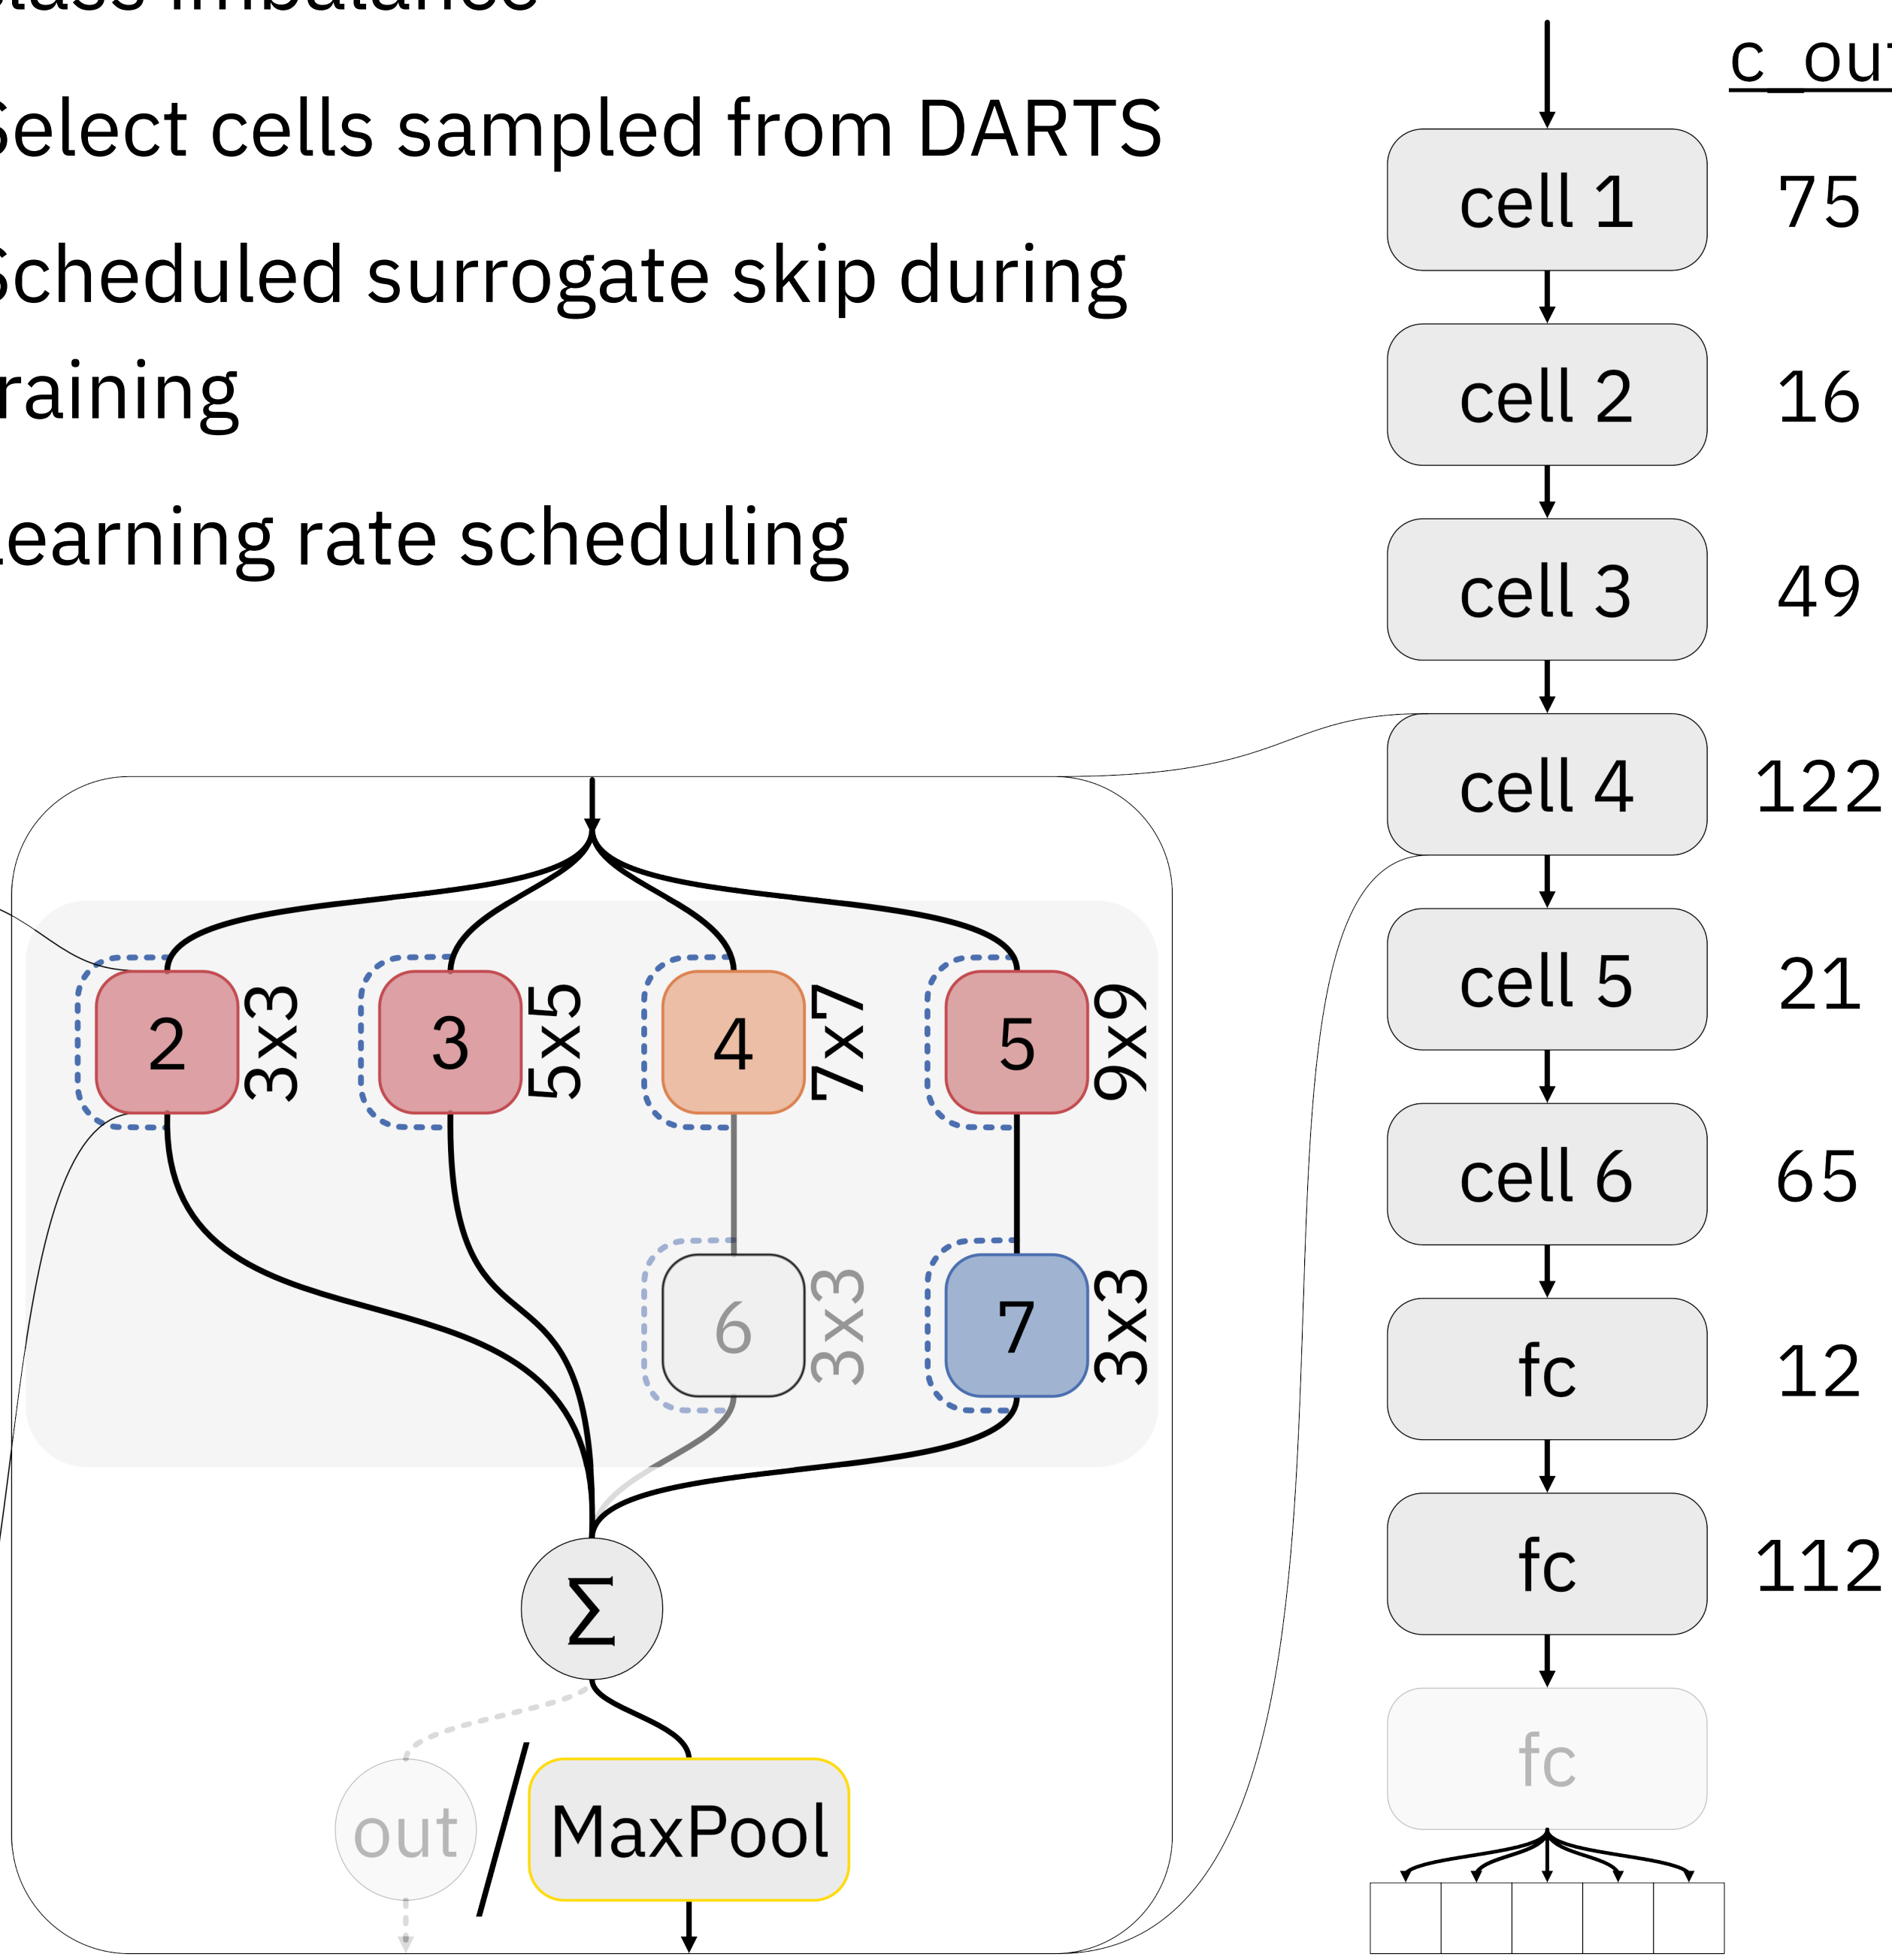 Select cells sampled from DARTS
Scheduled surrogate skip during
raining
Learning rate scheduling
2
3x3
3
5x5
4
7x7
5
9x9
6
3x3
7
3x3
Σ
out
/
MaxPool
c_out
cell 1
75
cell 2
16
cell 3
49
cell 4
122
cell 5
21
cell 6
65
fc
12
fc
112
fc